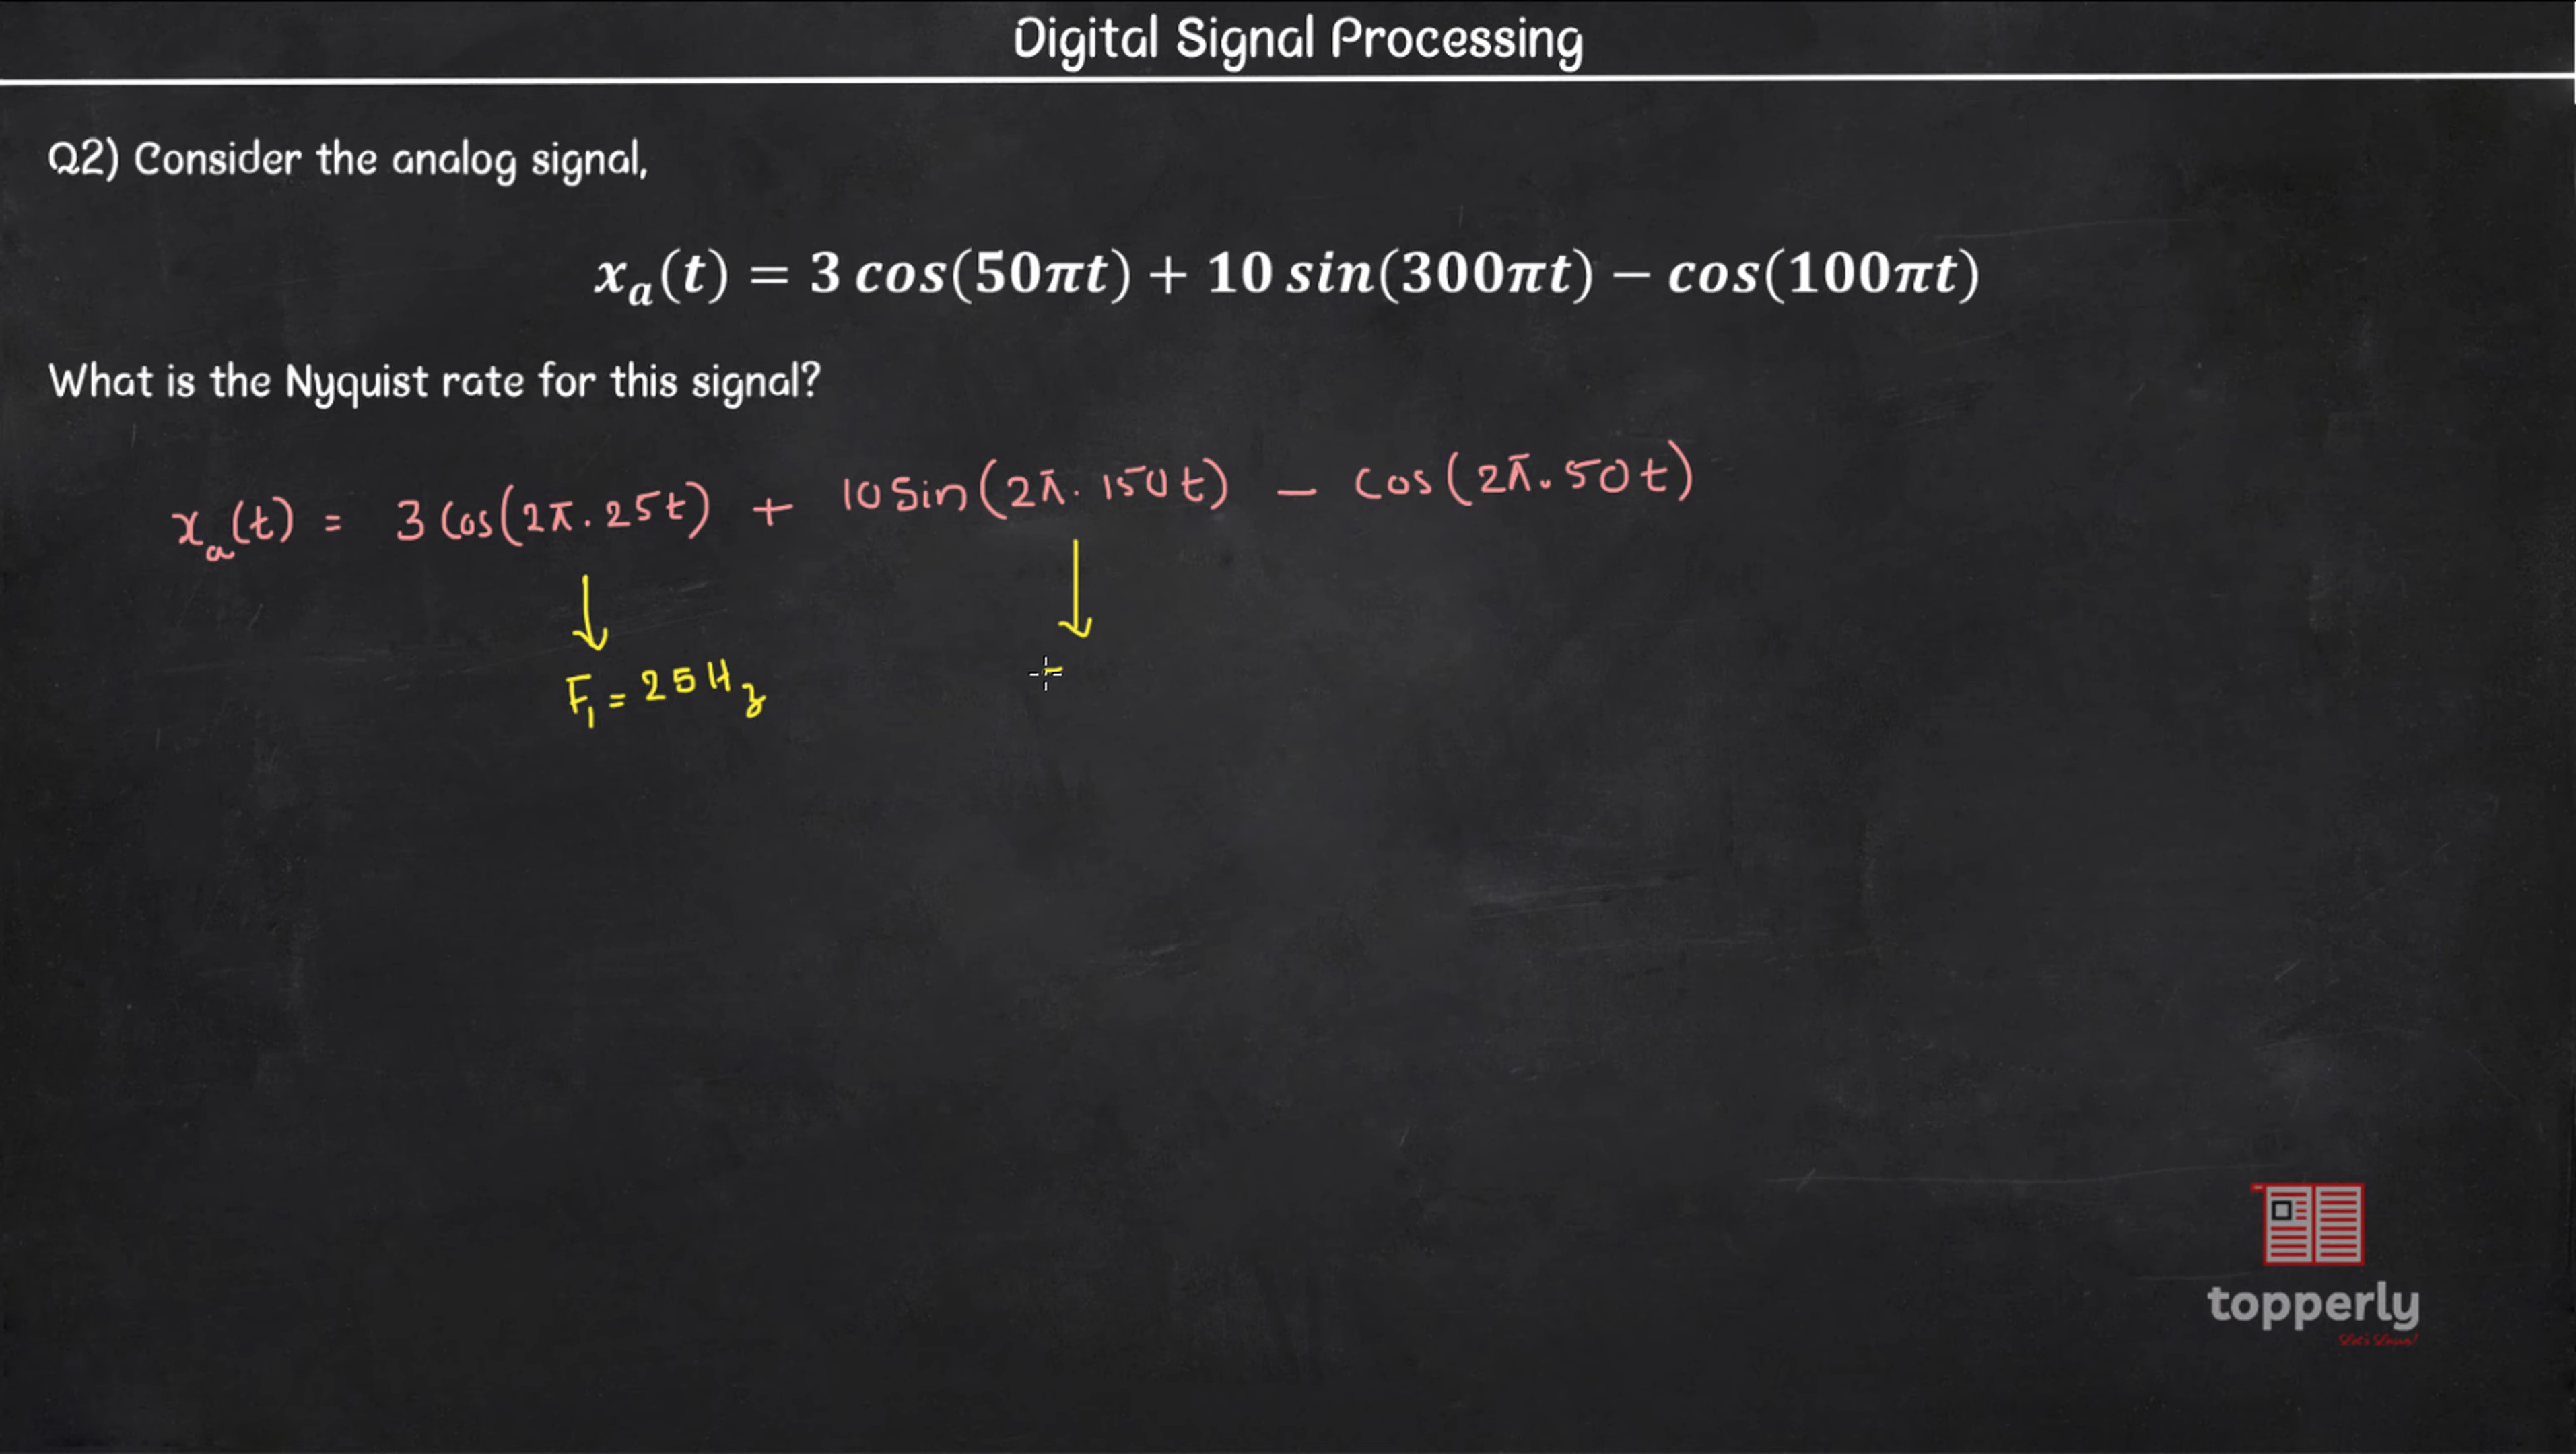 Digital Signal Processing
Q2) Consider the analog signal,
xₐ(t) = 3 cos(50πt) + 10 sin(300πt) − cos(100πt)
What is the Nyquist rate for this signal?
xₐ(t) = 3 Cos(2π.25t) + 10 Sin(2π.150t) − Cos(2π.50t)
↓ ↓
F₁ = 25 Hz
topperly
Let's Learn!